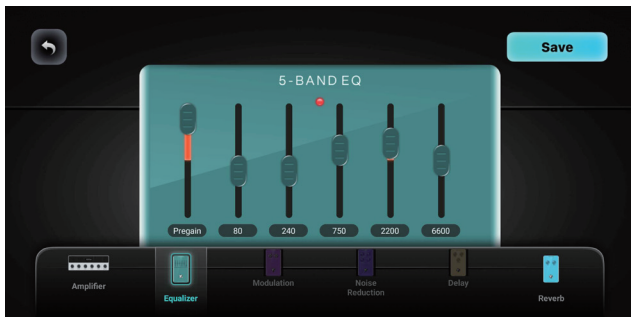 Save
5-BAND EQ
Pregain 80 240 750 2200 6600
Amplifier
Equalizer
Modulation
Noise
Reduction
Delay
Reverb